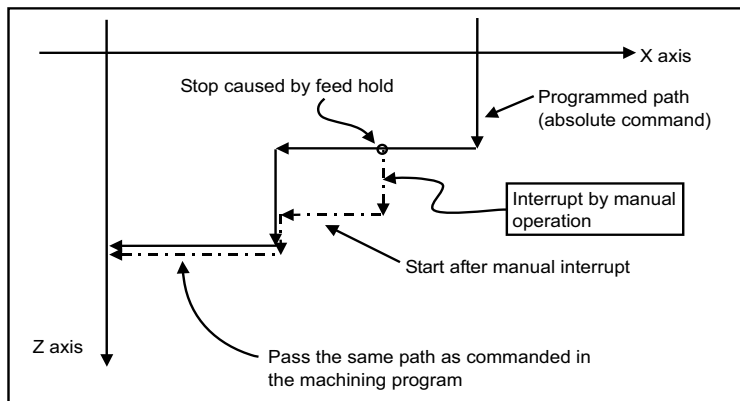 X axis
Stop caused by feed hold
Programmed path
(absolute command)
Interrupt by manual
operation
Start after manual interrupt
Z axis
Pass the same path as commanded in
the machining program